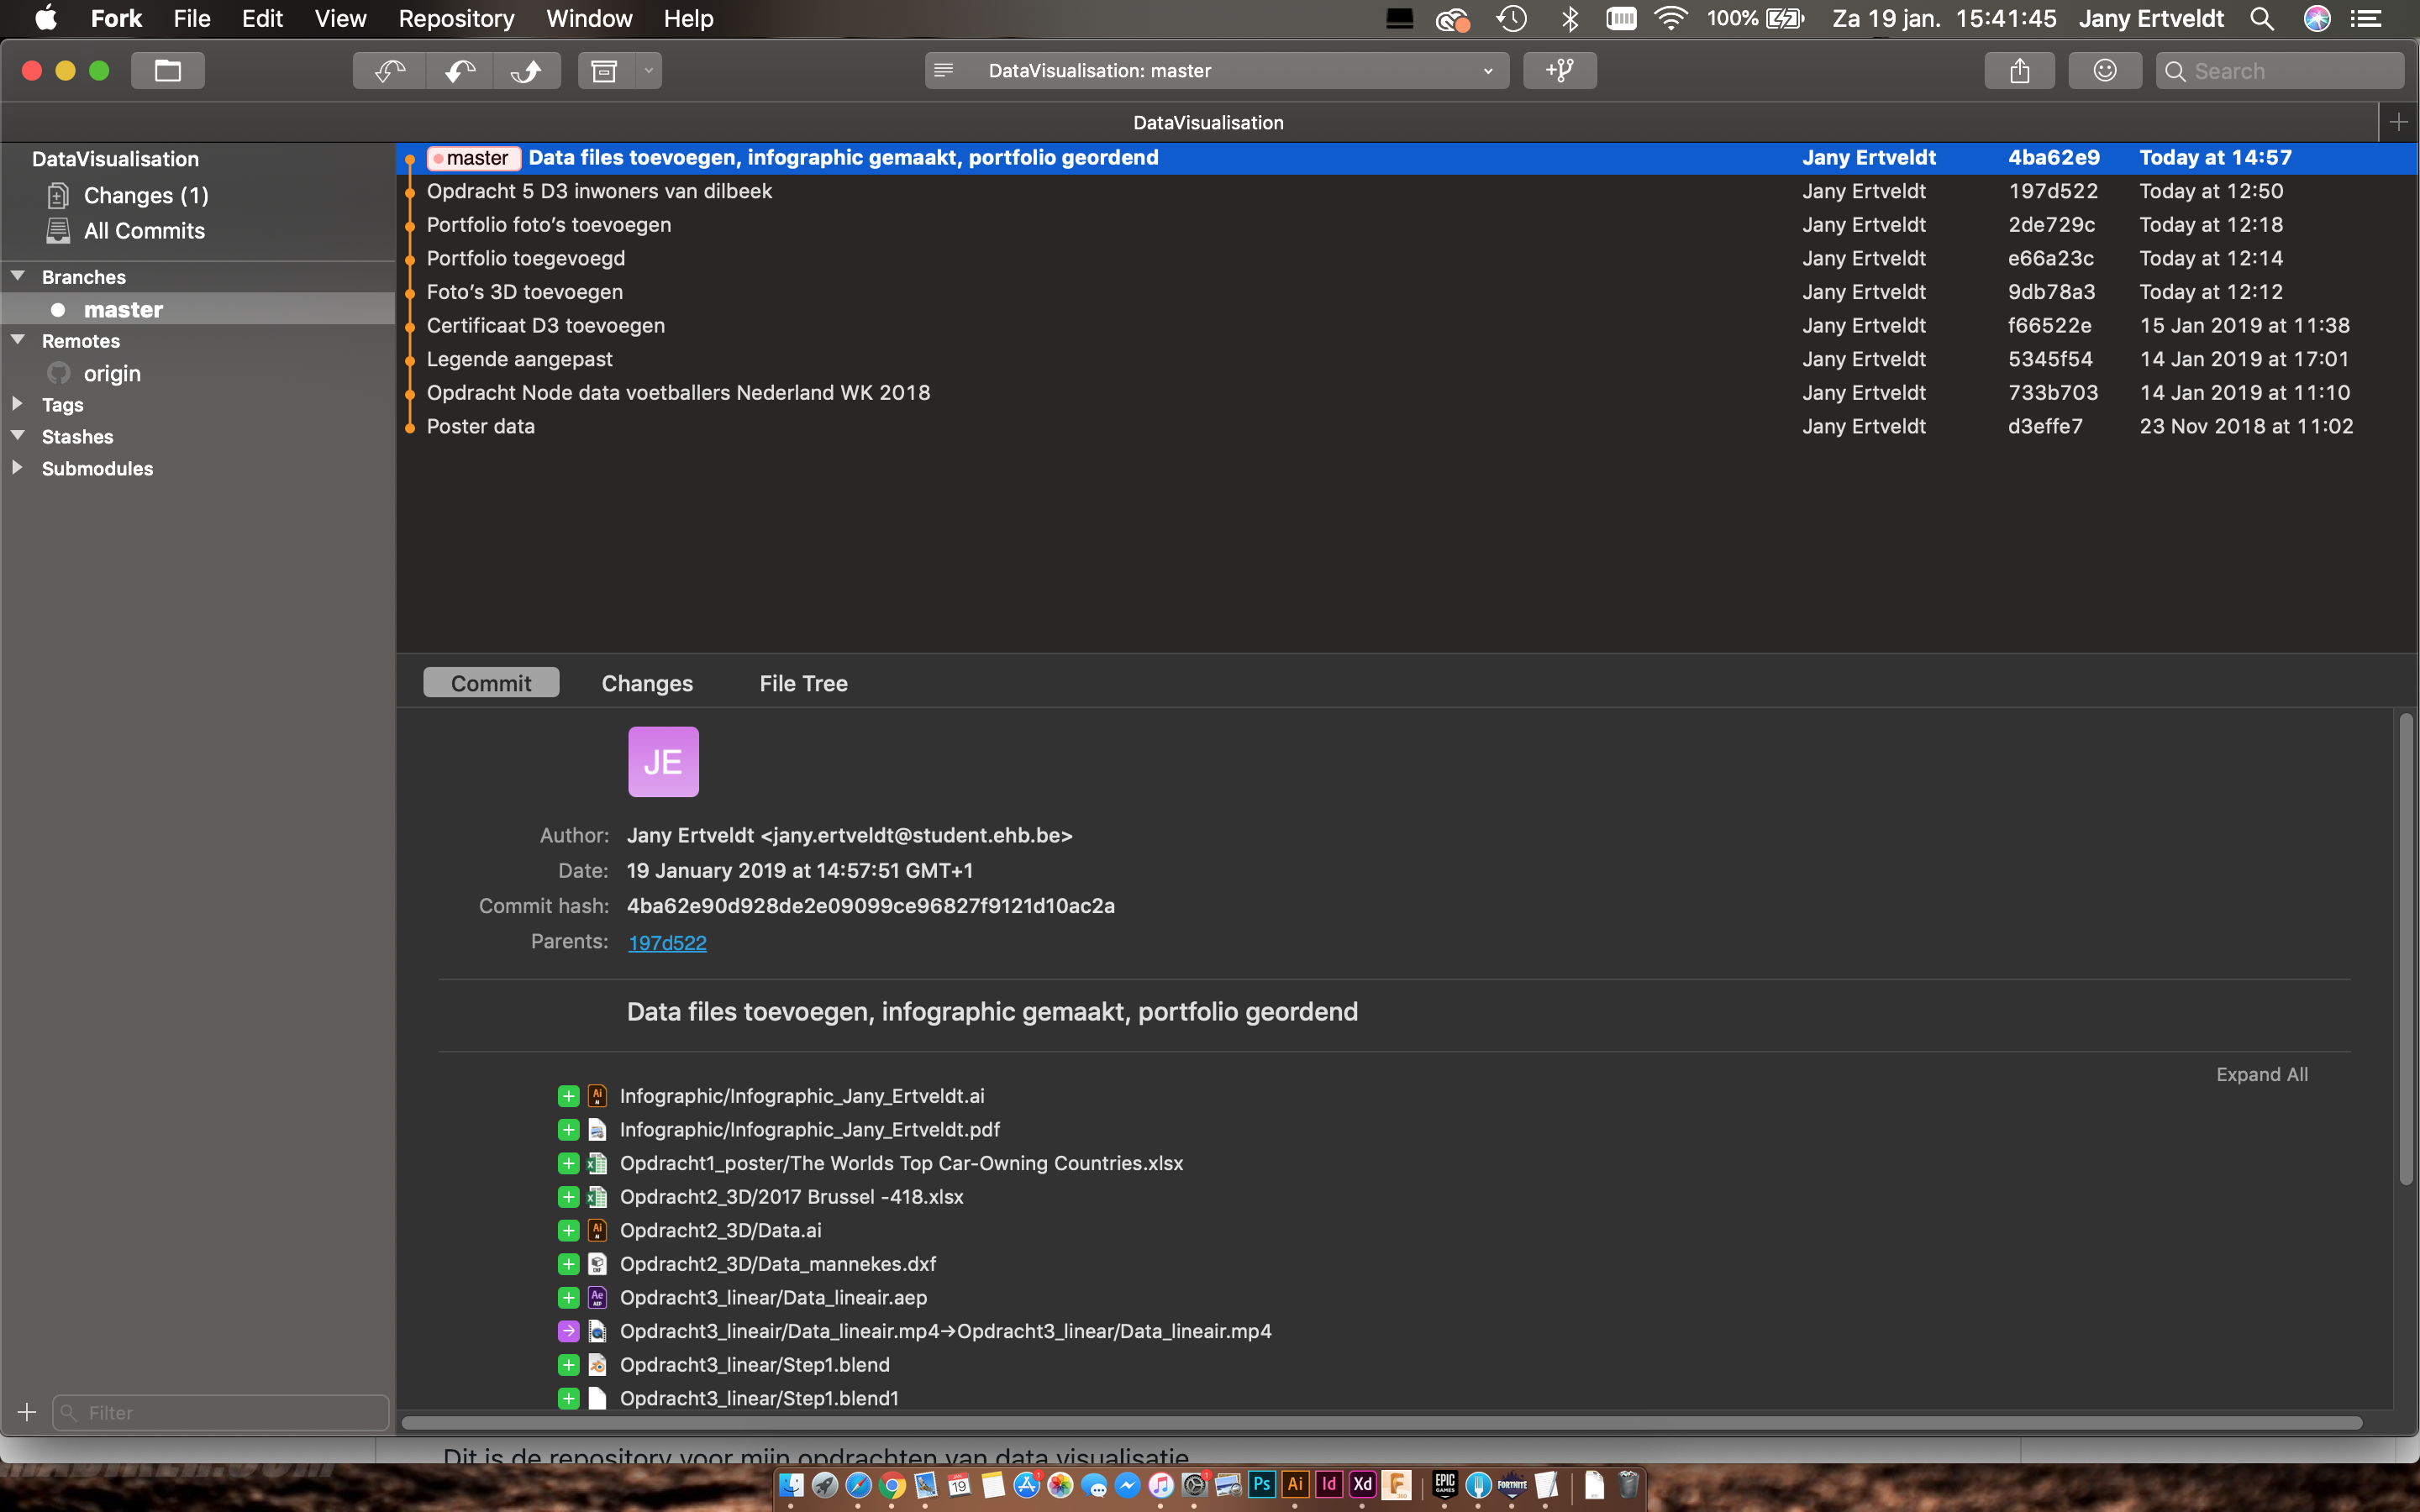 Fork File Edit View Repository Window Help 100% Za 19 jan. 15:41:45 Jany Ertveldt
DataVisualisation: master Search
DataVisualisation
DataVisualisation
Changes (1)
All Commits
Branches
master
Remotes
origin
Tags
Stashes
Submodules
master Data files toevoegen, infographic gemaakt, portfolio geordend Jany Ertveldt 4ba62e9 Today at 14:57
Opdracht 5 D3 inwoners van dilbeek Jany Ertveldt 197d522 Today at 12:50
Portfolio foto's toevoegen Jany Ertveldt 2de729c Today at 12:18
Portfolio toegevoegd Jany Ertveldt e66a23c Today at 12:14
Foto's 3D toevoegen Jany Ertveldt 9db78a3 Today at 12:12
Certificaat D3 toevoegen Jany Ertveldt f66522e 15 Jan 2019 at 11:38
Legende aangepast Jany Ertveldt 5345f54 14 Jan 2019 at 17:01
Opdracht Node data voetballers Nederland WK 2018 Jany Ertveldt 733b703 14 Jan 2019 at 11:10
Poster data Jany Ertveldt d3effe7 23 Nov 2018 at 11:02
Commit Changes File Tree
JE
Author: Jany Ertveldt <jany.ertveldt@student.ehb.be>
Date: 19 January 2019 at 14:57:51 GMT+1
Commit hash: 4ba62e90d928de2e09099ce96827f9121d10ac2a
Parents: 197d522
Data files toevoegen, infographic gemaakt, portfolio geordend
Expand All
Infographic/Infographic_Jany_Ertveldt.ai
Infographic/Infographic_Jany_Ertveldt.pdf
Opdracht1_poster/The Worlds Top Car-Owning Countries.xlsx
Opdracht2_3D/2017 Brussel -418.xlsx
Opdracht2_3D/Data.ai
Opdracht2_3D/Data_mannekes.dxf
Opdracht3_linear/Data_lineair.aep
Opdracht3_lineair/Data_lineair.mp4→Opdracht3_linear/Data_lineair.mp4
Opdracht3_linear/Step1.blend
Opdracht3_linear/Step1.blend1
Filter
Dit is de repository voor mijn opdrachten van data visualisatie
19 Ps Ai Id Xd EPIC GAMES FORTNITE